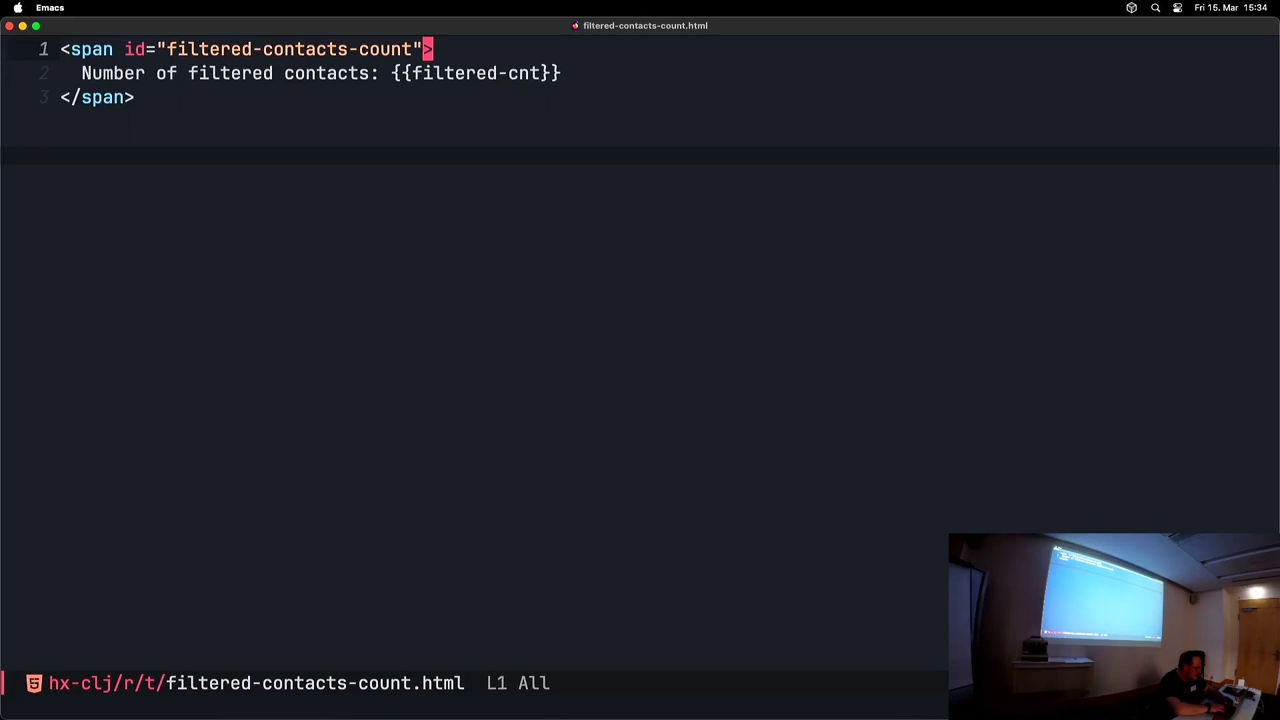 Emacs
Fri 15. Mar 15:34
filtered-contacts-count.html
1 <span id="filtered-contacts-count">
2   Number of filtered contacts: {{filtered-cnt}}
3 </span>
hx-clj/r/t/filtered-contacts-count.html L1 All